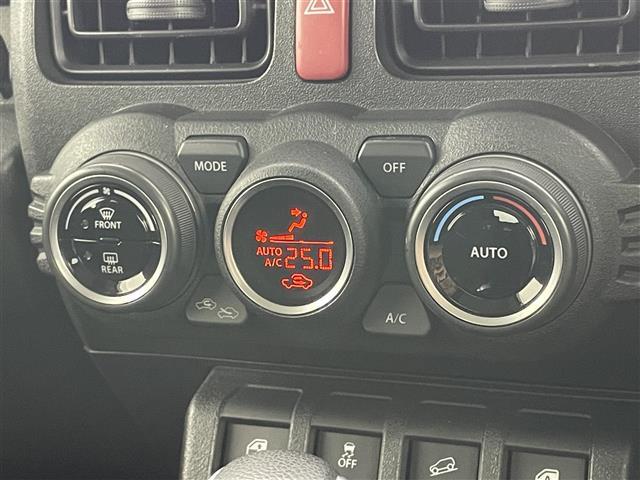 MODE
OFF
FRONT
REAR
AUTO
A/C 25.0
AUTO
A/C
OFF